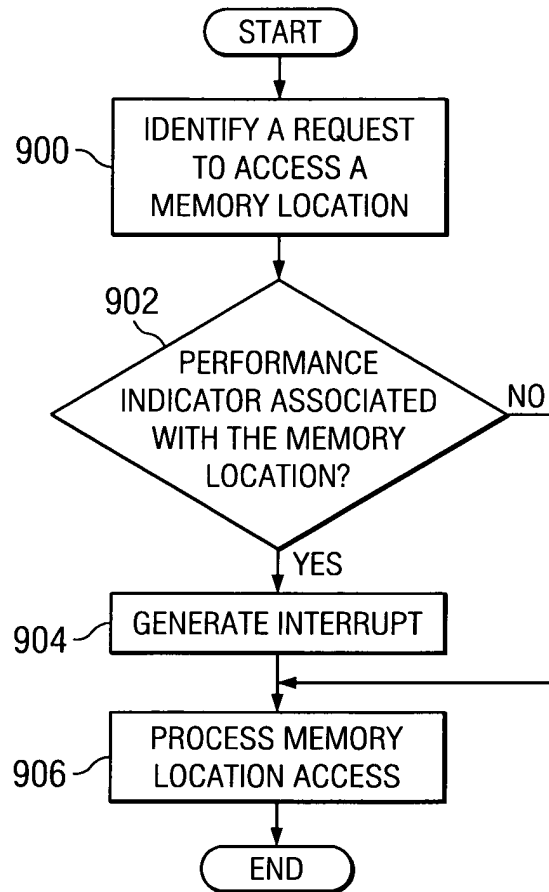 START
900
IDENTIFY A REQUEST
TO ACCESS A
MEMORY LOCATION
902
PERFORMANCE
INDICATOR ASSOCIATED
WITH THE MEMORY
LOCATION?
NO
YES
904
GENERATE INTERRUPT
906
PROCESS MEMORY
LOCATION ACCESS
END